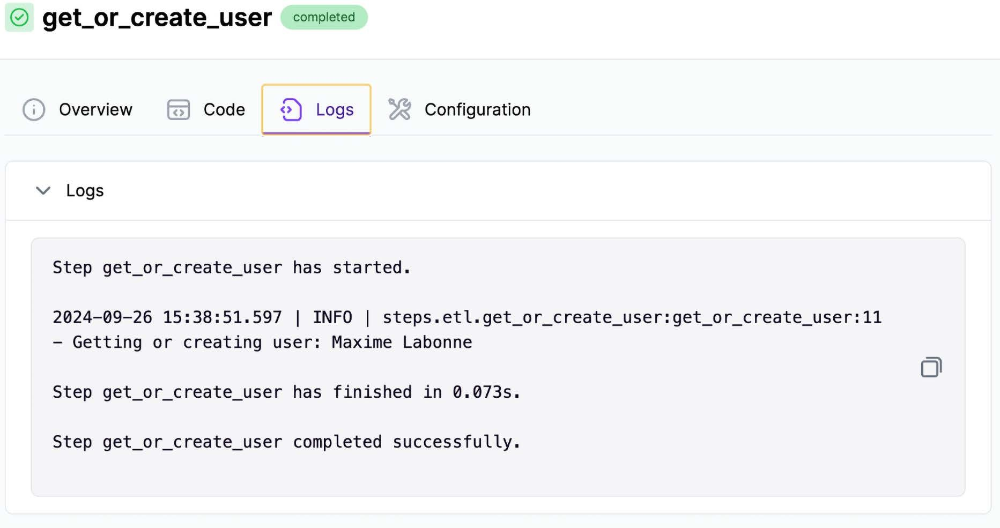 get_or_create_user completed
Overview Code Logs Configuration
Logs
Step get_or_create_user has started.
2024-09-26 15:38:51.597 | INFO | steps.etl.get_or_create_user:get_or_create_user:11
- Getting or creating user: Maxime Labonne
Step get_or_create_user has finished in 0.073s.
Step get_or_create_user completed successfully.